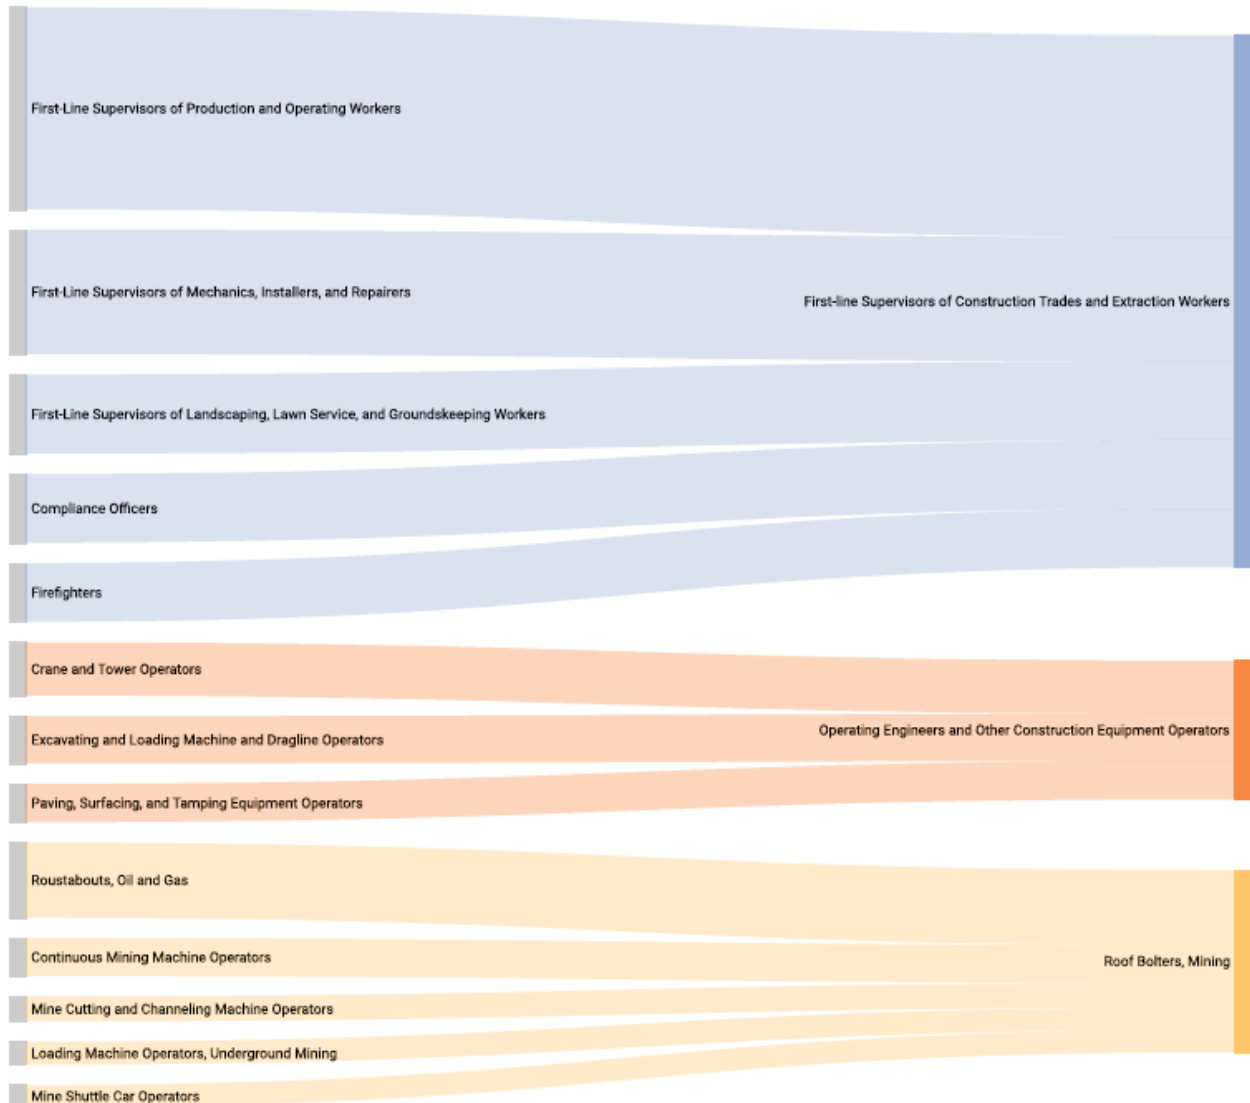 First-Line Supervisors of Production and Operating Workers
First-Line Supervisors of Mechanics, Installers, and Repairers
First-line Supervisors of Construction Trades and Extraction Workers
First-Line Supervisors of Landscaping, Lawn Service, and Groundskeeping Workers
Compliance Officers
Firefighters
Crane and Tower Operators
Operating Engineers and Other Construction Equipment Operators
Excavating and Loading Machine and Dragline Operators
Paving, Surfacing, and Tamping Equipment Operators
Roustabouts, Oil and Gas
Continuous Mining Machine Operators
Roof Bolters, Mining
Mine Cutting and Channeling Machine Operators
Loading Machine Operators, Underground Mining
Mine Shuttle Car Operators